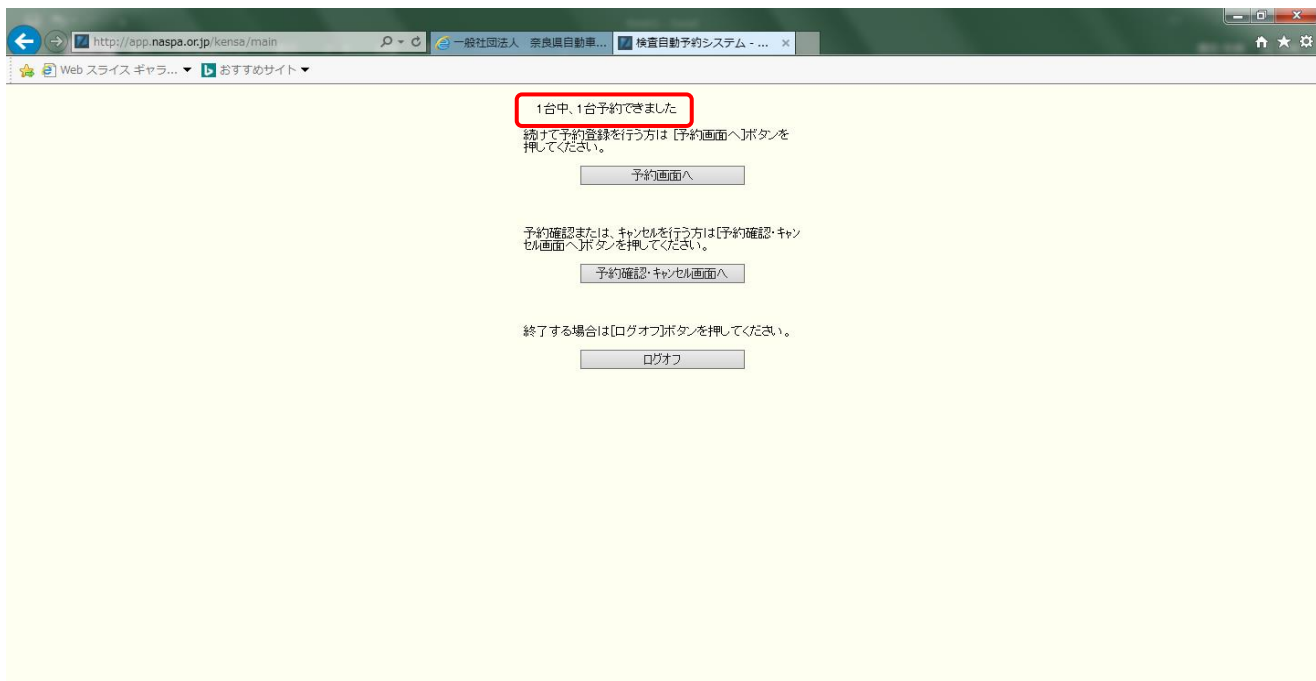 http://app.naspa.or.jp/kensa/main
一般社団法人 奈良県自動車...
検査自動予約システム - ...
Web スライス ギャラ...
おすすめサイト
1台中、1台予約できました
続けて予約登録を行う方は [予約画面へ]ボタンを
押してください。
予約画面へ
予約確認または、キャンセルを行う方は[予約確認・キャン
セル画面へ]ボタンを押してください。
予約確認・キャンセル画面へ
終了する場合は[ログオフ]ボタンを押してください。
ログオフ